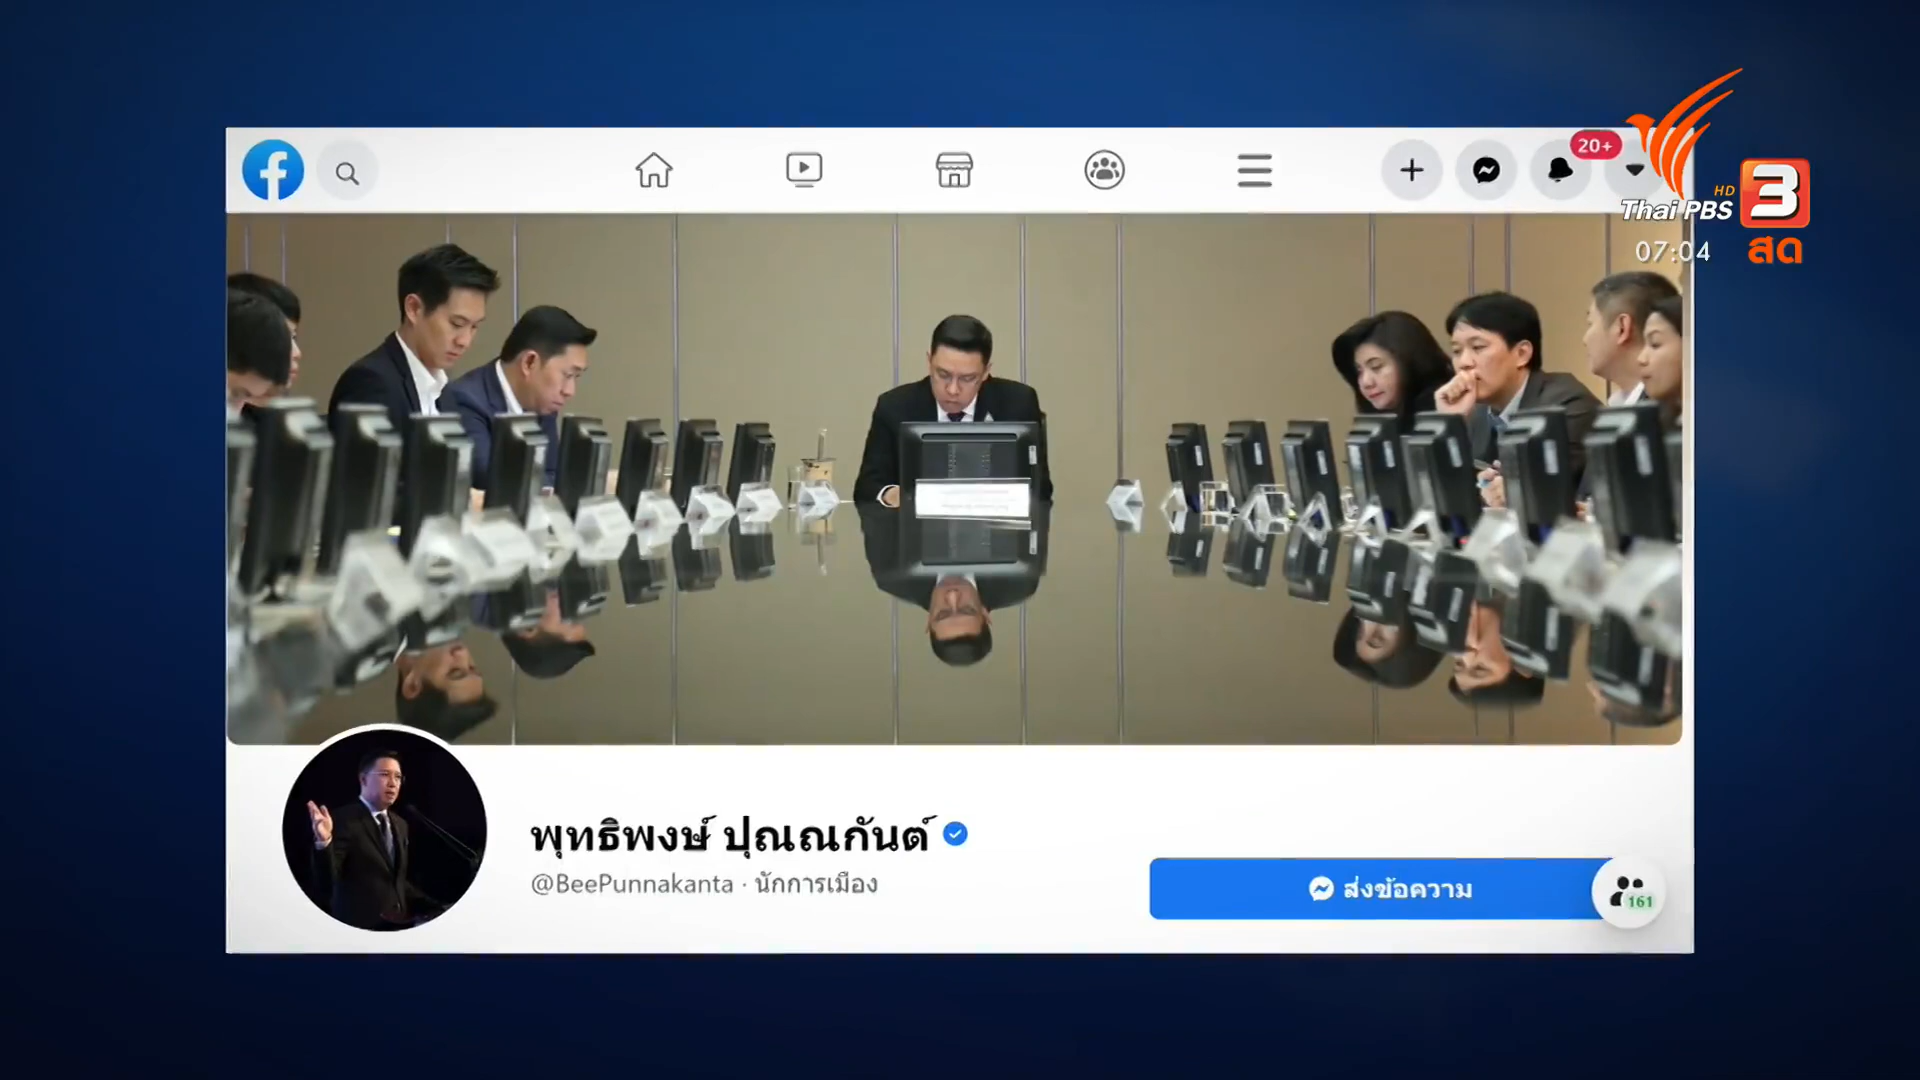 20+
HD
Thai PBS 3
07:04 สด
พุทธิพงษ์ ปุณณกันต์
@BeePunnakanta · นักการเมือง
ส่งข้อความ
161